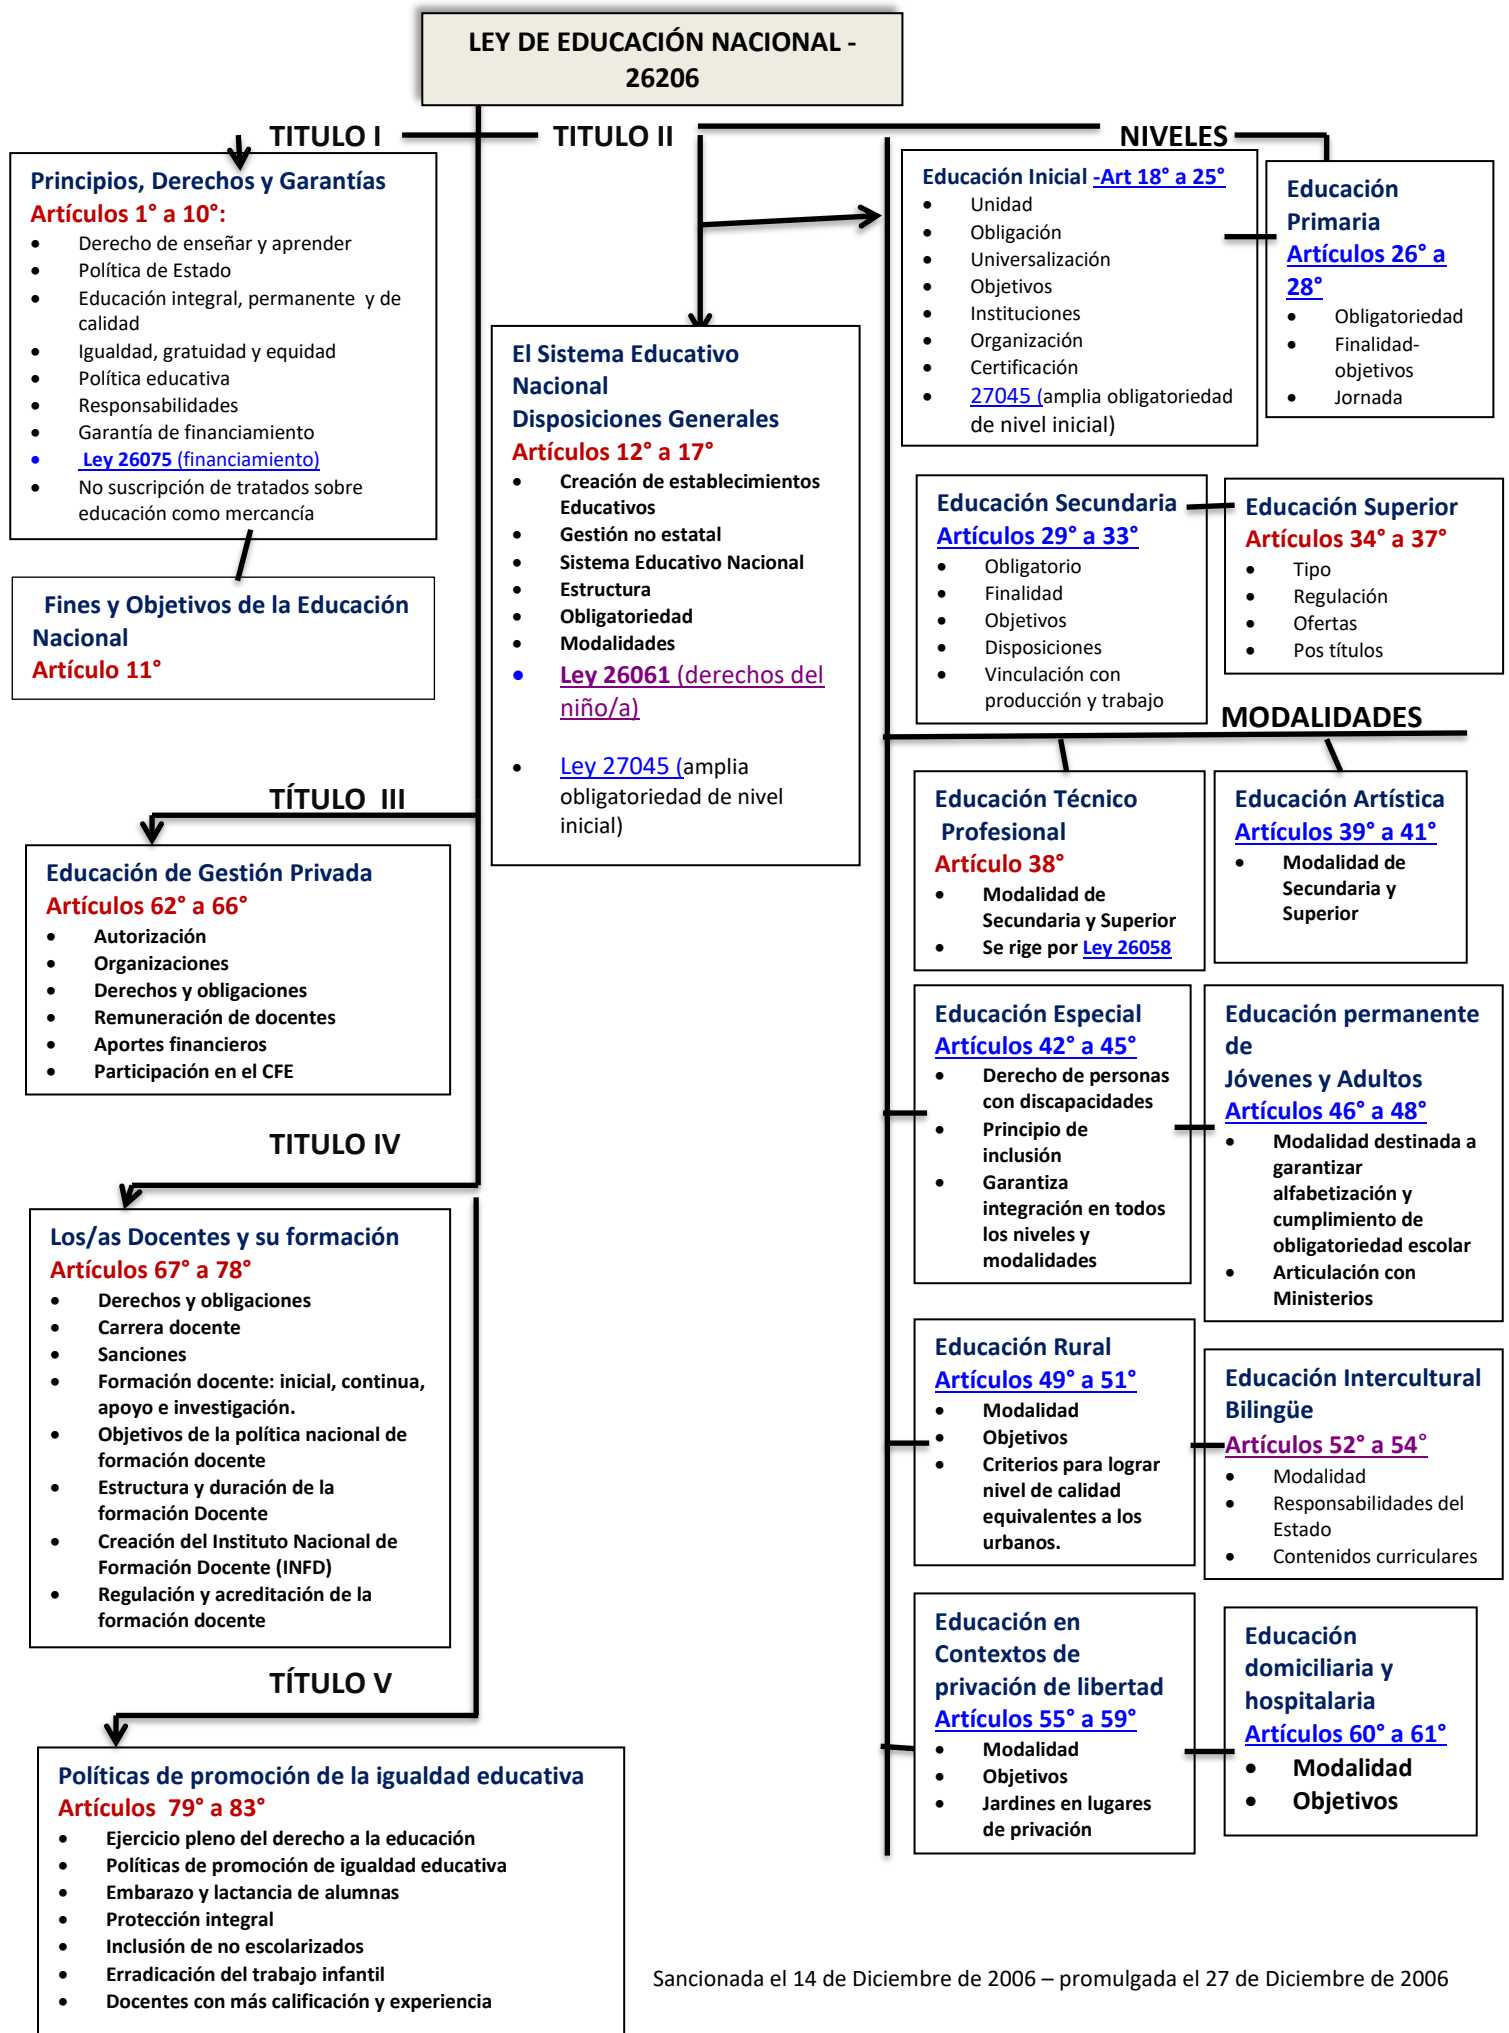 LEY DE EDUCACIÓN NACIONAL -
26206
TITULO I
Principios, Derechos y Garantías
Artículos 1° a 10°:
• Derecho de enseñar y aprender
• Política de Estado
• Educación integral, permanente y de
calidad
• Igualdad, gratuidad y equidad
• Política educativa
• Responsabilidades
• Garantía de financiamiento
• Ley 26075 (financiamiento)
• No suscripción de tratados sobre
educación como mercancía
Fines y Objetivos de la Educación
Nacional
Artículo 11°
TITULO II
El Sistema Educativo
Nacional
Disposiciones Generales
Artículos 12° a 17°
• Creación de establecimientos
Educativos
• Gestión no estatal
• Sistema Educativo Nacional
• Estructura
• Obligatoriedad
• Modalidades
• Ley 26061 (derechos del
niño/a)
• Ley 27045 (amplia
obligatoriedad de nivel
inicial)
NIVELES
Educación Inicial -Art 18° a 25°
• Unidad
• Obligación
• Universalización
• Objetivos
• Instituciones
• Organización
• Certificación
• 27045 (amplia obligatoriedad
de nivel inicial)
Educación
Primaria
Artículos 26° a
28°
• Obligatoriedad
• Finalidad-
objetivos
• Jornada
Educación Secundaria
Artículos 29° a 33°
• Obligatorio
• Finalidad
• Objetivos
• Disposiciones
• Vinculación con
producción y trabajo
Educación Superior
Artículos 34° a 37°
• Tipo
• Regulación
• Ofertas
• Pos títulos
MODALIDADES
Educación Técnico
Profesional
Artículo 38°
• Modalidad de
Secundaria y Superior
• Se rige por Ley 26058
Educación Artística
Artículos 39° a 41°
• Modalidad de
Secundaria y
Superior
Educación Especial
Artículos 42° a 45°
• Derecho de personas
con discapacidades
• Principio de
inclusión
• Garantiza
integración en todos
los niveles y
modalidades
Educación permanente
de
Jóvenes y Adultos
Artículos 46° a 48°
• Modalidad destinada a
garantizar
alfabetización y
cumplimiento de
obligatoriedad escolar
• Articulación con
Ministerios
Educación Rural
Artículos 49° a 51°
• Modalidad
• Objetivos
• Criterios para lograr
nivel de calidad
equivalentes a los
urbanos.
Educación Intercultural
Bilingüe
Artículos 52° a 54°
• Modalidad
• Responsabilidades del
Estado
• Contenidos curriculares
Educación en
Contextos de
privación de libertad
Artículos 55° a 59°
• Modalidad
• Objetivos
• Jardines en lugares
de privación
Educación
domiciliaria y
hospitalaria
Artículos 60° a 61°
• Modalidad
• Objetivos
TÍTULO III
Educación de Gestión Privada
Artículos 62° a 66°
• Autorización
• Organizaciones
• Derechos y obligaciones
• Remuneración de docentes
• Aportes financieros
• Participación en el CFE
TITULO IV
Los/as Docentes y su formación
Artículos 67° a 78°
• Derechos y obligaciones
• Carrera docente
• Sanciones
• Formación docente: inicial, continua,
apoyo e investigación.
• Objetivos de la política nacional de
formación docente
• Estructura y duración de la
formación Docente
• Creación del Instituto Nacional de
Formación Docente (INFD)
• Regulación y acreditación de la
formación docente
TÍTULO V
Políticas de promoción de la igualdad educativa
Artículos 79° a 83°
• Ejercicio pleno del derecho a la educación
• Políticas de promoción de igualdad educativa
• Embarazo y lactancia de alumnas
• Protección integral
• Inclusión de no escolarizados
• Erradicación del trabajo infantil
• Docentes con más calificación y experiencia
Sancionada el 14 de Diciembre de 2006 – promulgada el 27 de Diciembre de 2006